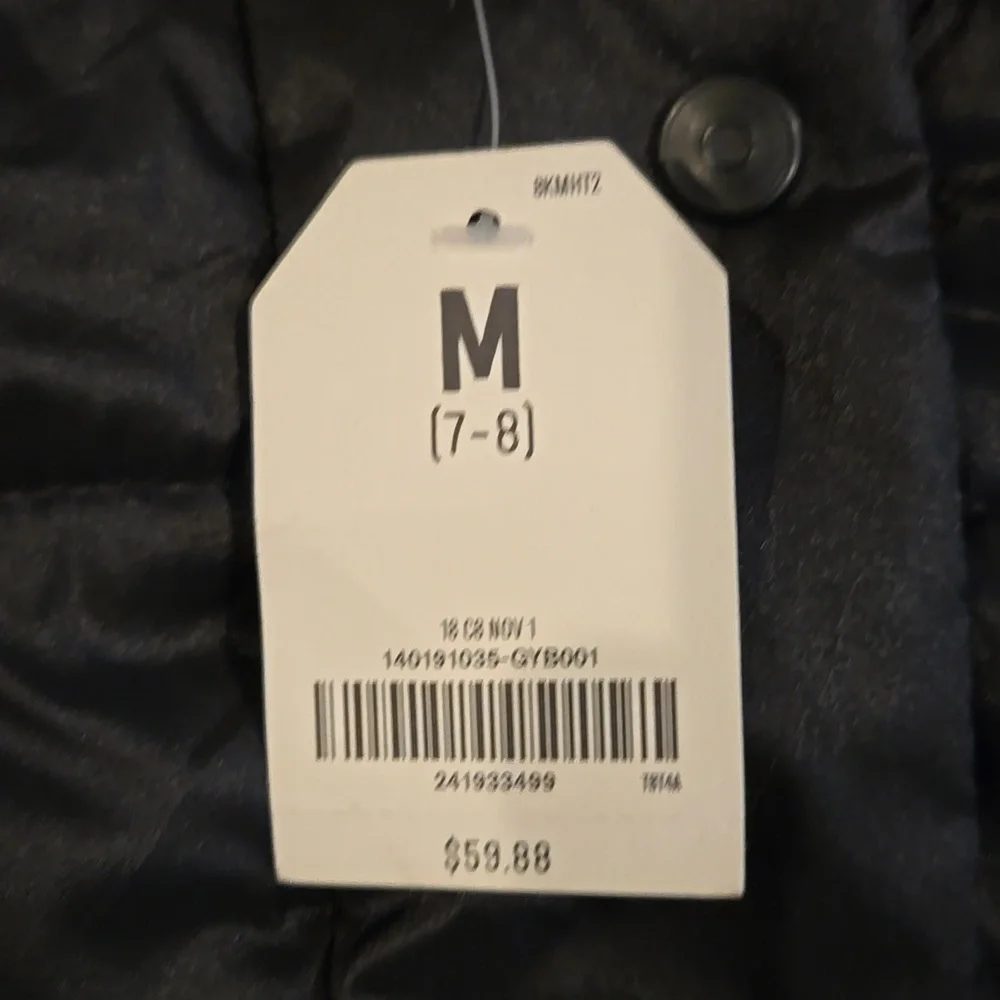 8KMHT2
M
(7-8)
18 C8 NOV 1
140191035-GYB001
241933499
$59.88